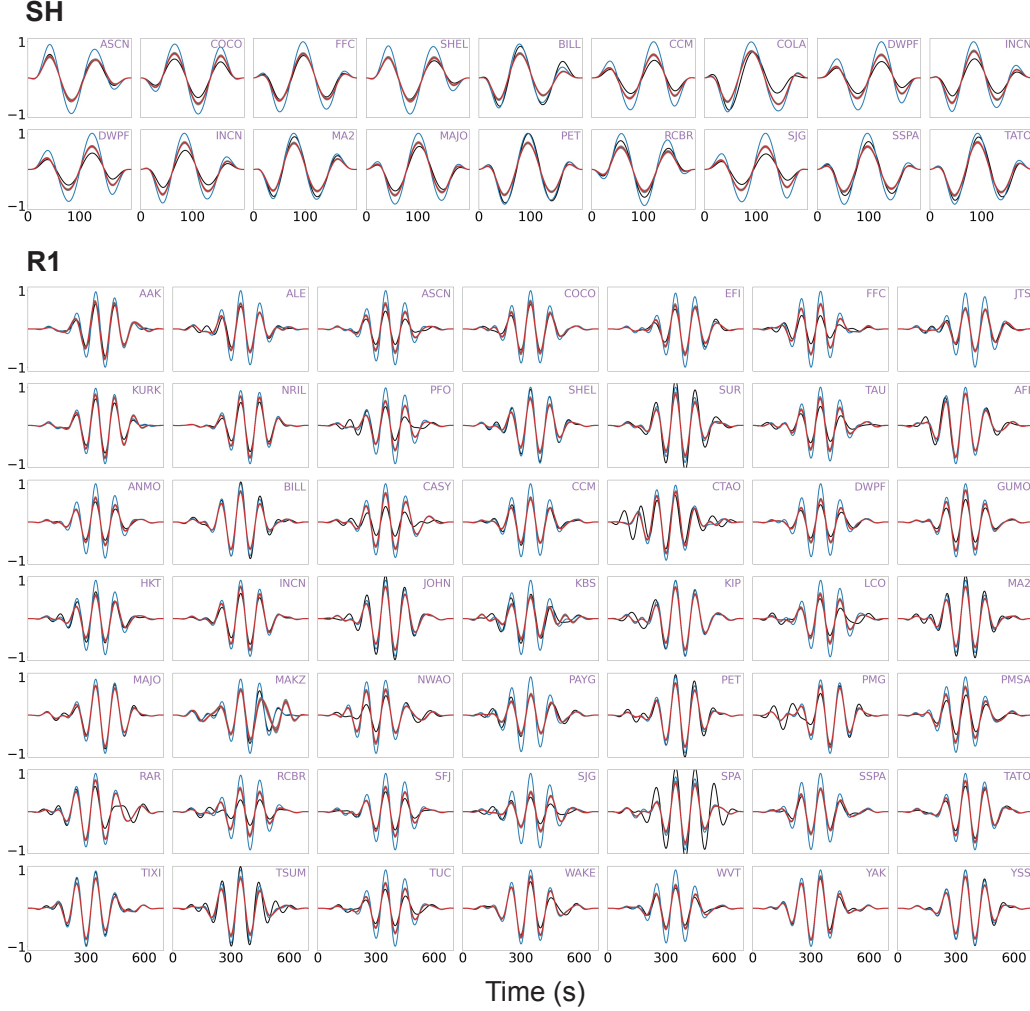 SH
1
ASCN COCO FFC SHEL BILL CCM COLA DWPF INCN
−1
DWPF INCN MA2 MAJO PET RCBR SJG SSPA TATO
0 100 0 100 0 100 0 100 0 100 0 100 0 100 0 100 0 100
R1
1
AAK ALE ASCN COCO EFI FFC JTS
−1
KURK NRIL PFO SHEL SUR TAU AFI
1
−1
ANMO BILL CASY CCM CTAO DWPF GUMO
1
−1
HKT INCN JOHN KBS KIP LCO MA2
1
−1
MAJO MAKZ NWAO PAYG PET PMG PMSA
1
−1
RAR RCBR SFJ SJG SPA SSPA TATO
1
−1
TIXI TSUM TUC WAKE WVT YAK YSS
1
−1
0 300 600 0 300 600 0 300 600 0 300 600 0 300 600 0 300 600 0 300 600
Time (s)